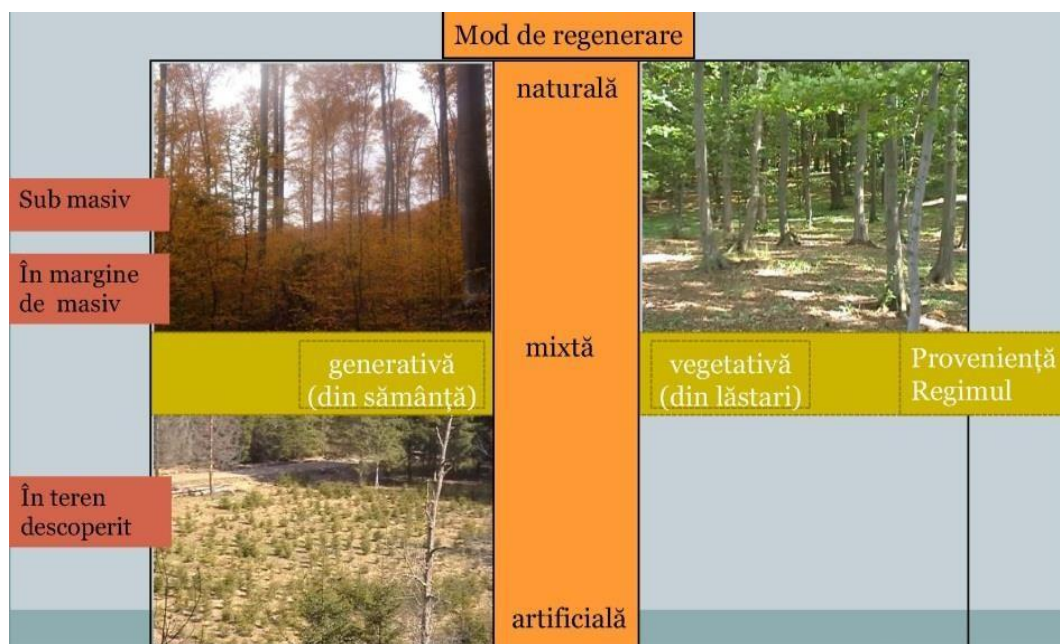 Mod de regenerare
naturală
Sub masiv
În margine
de masiv
mixtă
generativă
(din sămânță)
vegetativă
(din lăstari)
Proveniență
Regimul
În teren
descoperit
artificială